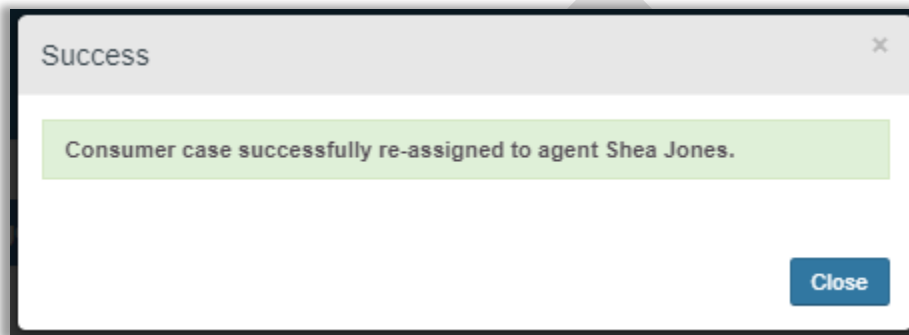 Success
×
Consumer case successfully re-assigned to agent Shea Jones.
Close